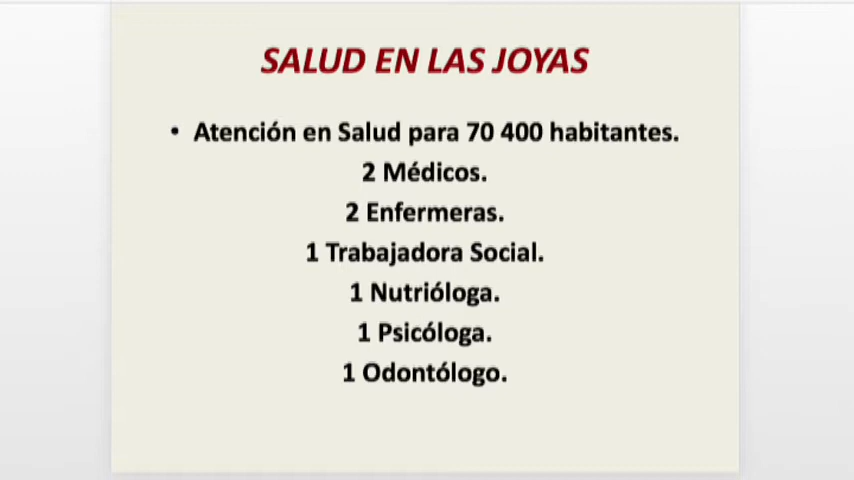 SALUD EN LAS JOYAS
• Atención en Salud para 70 400 habitantes.
2 Médicos.
2 Enfermeras.
1 Trabajadora Social.
1 Nutrióloga.
1 Psicóloga.
1 Odontólogo.